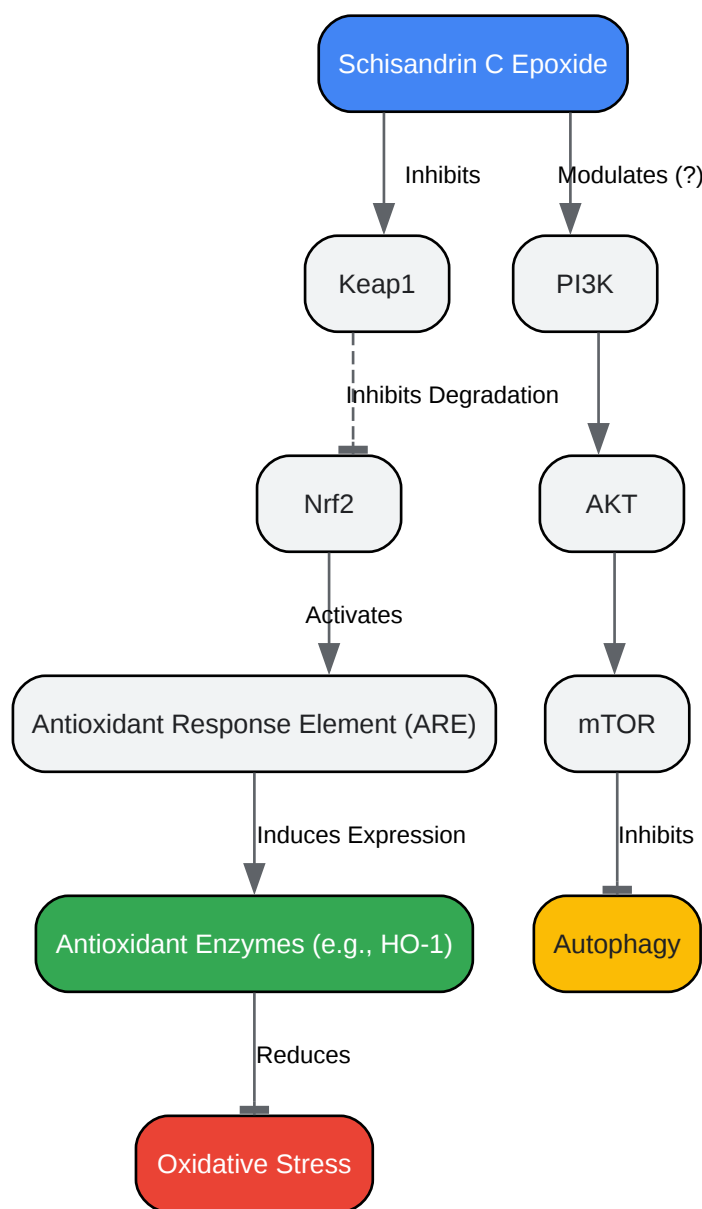 Schisandrin C Epoxide
Inhibits
Modulates (?)
Keap1
PI3K
Inhibits Degradation
Nrf2
AKT
Activates
Antioxidant Response Element (ARE)
mTOR
Induces Expression
Inhibits
Antioxidant Enzymes (e.g., HO-1)
Autophagy
Reduces
Oxidative Stress